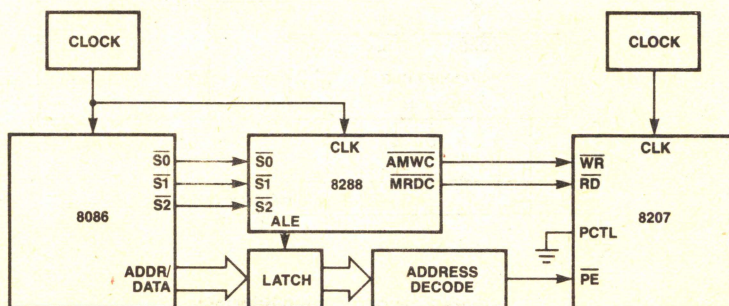 CLOCK
CLOCK
8086
S0
S1
S2
ADDR/
DATA
CLK
S0
S1
S2
8288
AMWC
MRDC
ALE
LATCH
ADDRESS
DECODE
CLK
WR
RD
8207
PCTL
PE